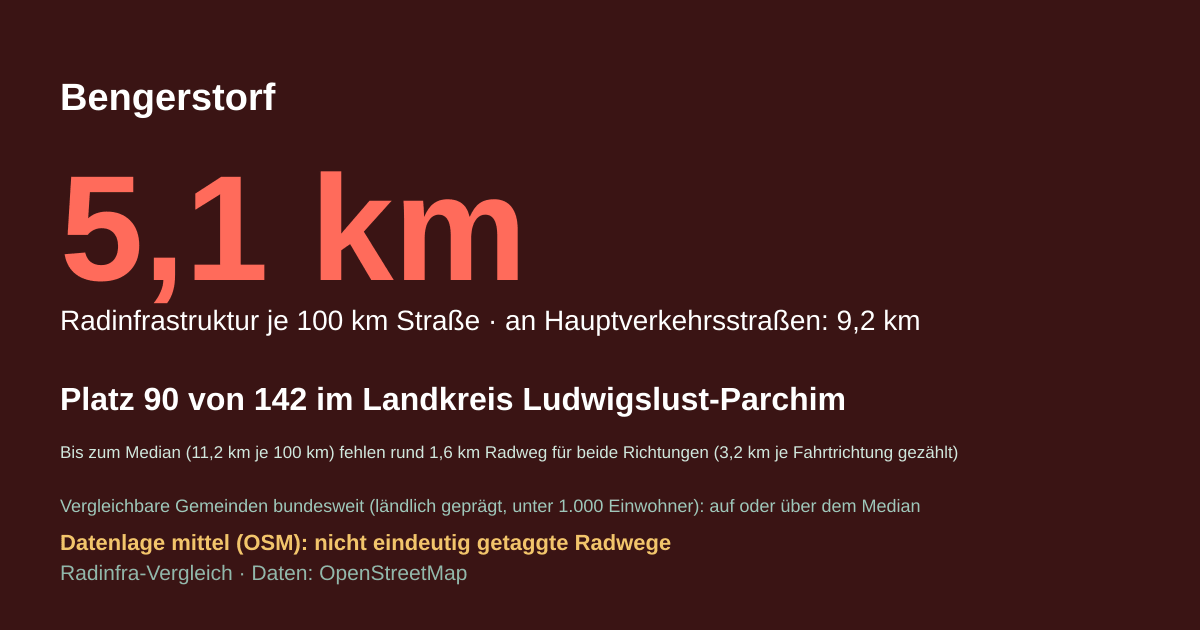 Bengerstorf
5,1 km
Radinfrastruktur je 100 km Straße · an Hauptverkehrsstraßen: 9,2 km
Platz 90 von 142 im Landkreis Ludwigslust-Parchim
Bis zum Median (11,2 km je 100 km) fehlen rund 1,6 km Radweg für beide Richtungen (3,2 km je Fahrtrichtung gezählt)
Vergleichbare Gemeinden bundesweit (ländlich geprägt, unter 1.000 Einwohner): auf oder über dem Median
Datenlage mittel (OSM): nicht eindeutig getaggte Radwege
Radinfra-Vergleich · Daten: OpenStreetMap